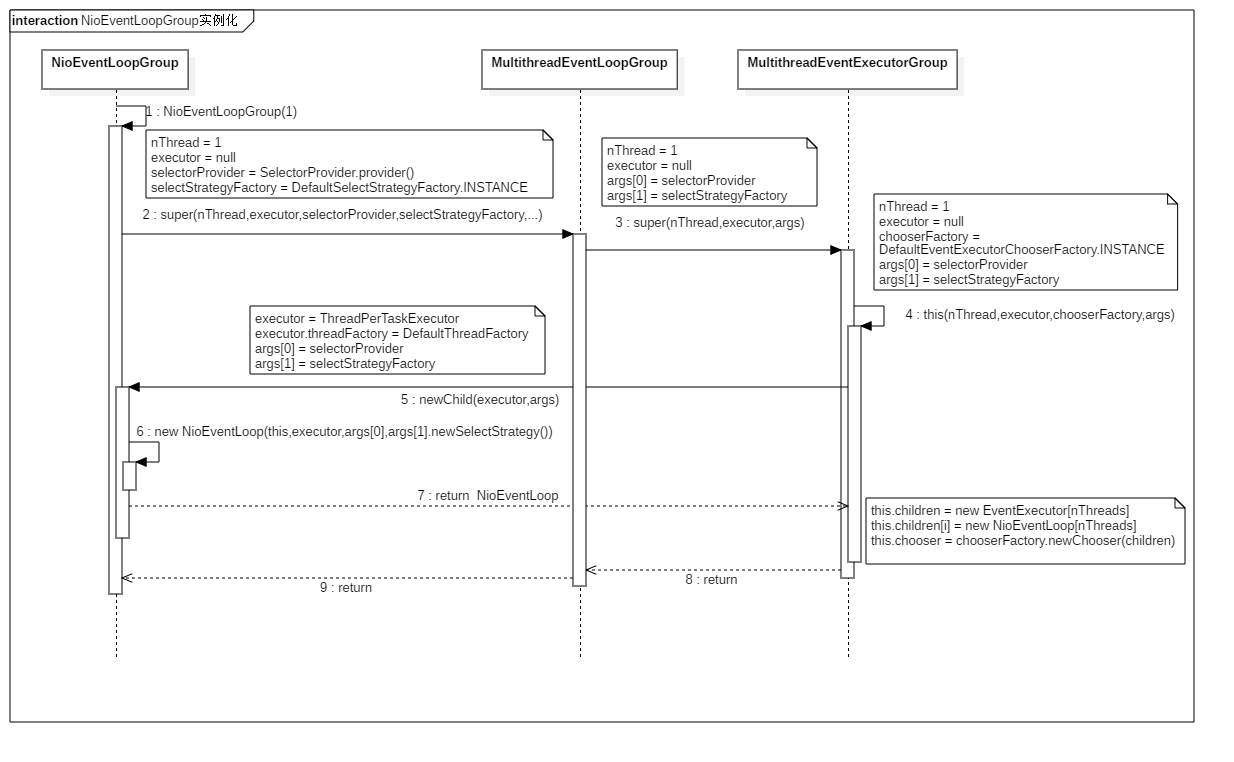 interaction NioEventLoopGroup实例化
NioEventLoopGroup
MultithreadEventLoopGroup
MultithreadEventExecutorGroup
1 : NioEventLoopGroup(1)
nThread = 1
executor = null
selectorProvider = SelectorProvider.provider()
selectStrategyFactory = DefaultSelectStrategyFactory.INSTANCE
2 : super(nThread,executor,selectorProvider,selectStrategyFactory,...)
nThread = 1
executor = null
args[0] = selectorProvider
args[1] = selectStrategyFactory
3 : super(nThread,executor,args)
nThread = 1
executor = null
chooserFactory =
DefaultEventExecutorChooserFactory.INSTANCE
args[0] = selectorProvider
args[1] = selectStrategyFactory
4 : this(nThread,executor,chooserFactory,args)
executor = ThreadPerTaskExecutor
executor.threadFactory = DefaultThreadFactory
args[0] = selectorProvider
args[1] = selectStrategyFactory
5 : newChild(executor,args)
6 : new NioEventLoop(this,executor,args[0],args[1].newSelectStrategy())
7 : return  NioEventLoop
this.children = new EventExecutor[nThreads]
this.children[i] = new NioEventLoop[nThreads]
this.chooser = chooserFactory.newChooser(children)
8 : return
9 : return